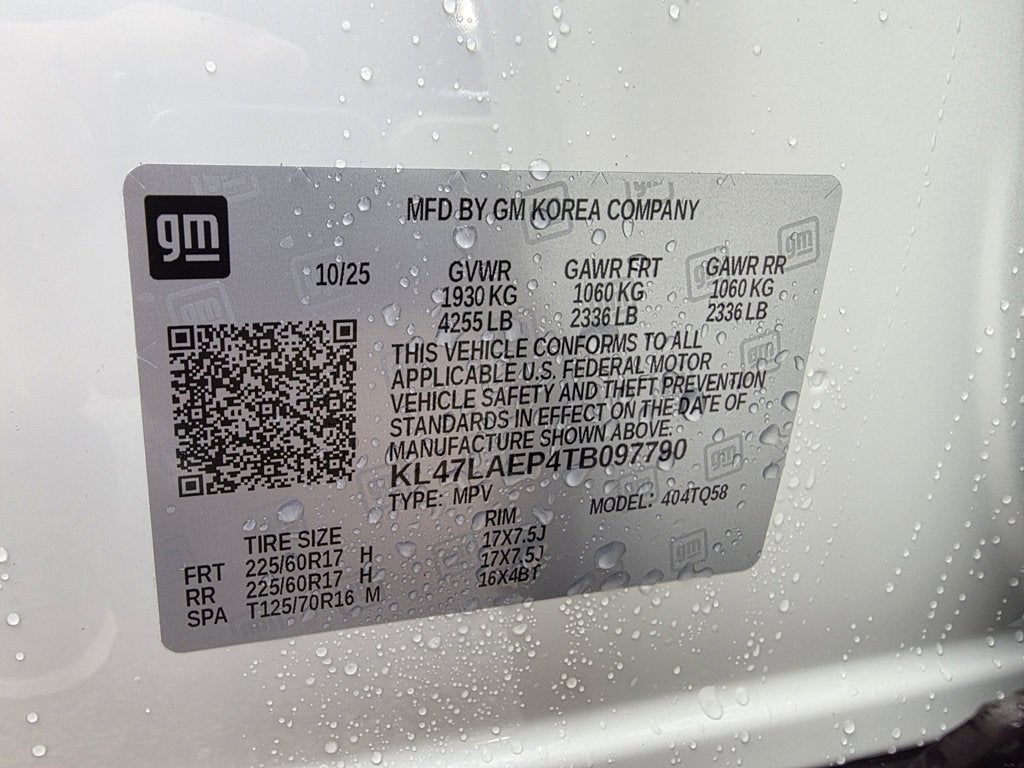 gm
MFD BY GM KOREA COMPANY
10/25 GVWR GAWR FRT GAWR RR
1930 KG 1060 KG 1060 KG
4255 LB 2336 LB 2336 LB
THIS VEHICLE CONFORMS TO ALL
APPLICABLE U.S. FEDERAL MOTOR
VEHICLE SAFETY AND THEFT PREVENTION
STANDARDS IN EFFECT ON THE DATE OF
MANUFACTURE SHOWN ABOVE.
KL47LAEP4TB097790
TYPE: MPV MODEL: 404TQ58
TIRE SIZE RIM
FRT 225/60R17 H 17X7.5J
RR 225/60R17 H 17X7.5J
SPA T125/70R16 M 16X4BT